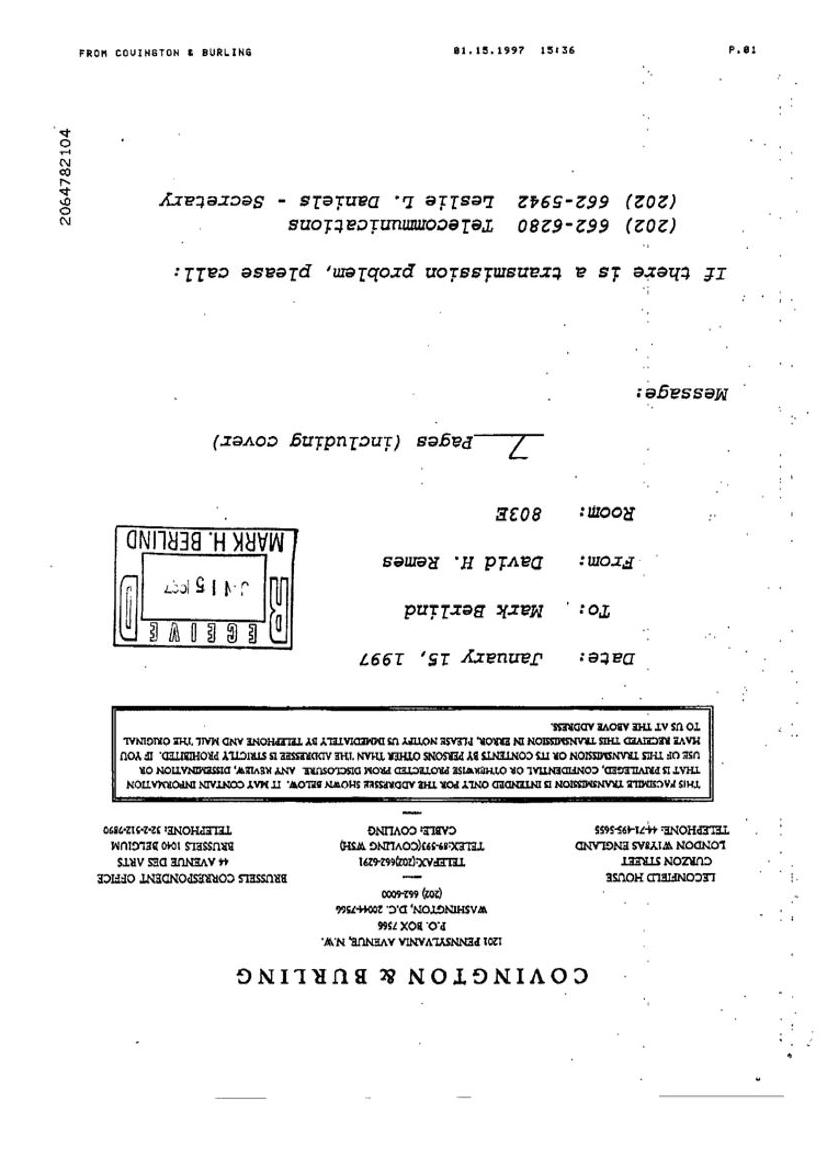 FROM COVINGTON & BURLING 01.15.1997 15:36 P.01
COVINGTON & BURLING
1201 PENNSYLVANIA AVENUE, N.W.
P.O. BOX 7566
WASHINGTON, D.C. 20044-7566
(202) 662-6000
TELEFAX:(202)662-6291
TELEX:89-593(COVLING WSH)
CABLE: COVLING
LECONFIELD HOUSE
CURZON STREET
LONDON W1Y8AS ENGLAND
TELEPHONE: 44-71-495-5655
BRUSSELS CORRESPONDENT OFFICE
44 AVENUE DES ARTS
BRUSSELS 1040 BELGIUM
TELEPHONE: 32-2-512-9890
THIS FACSIMILE TRANSMISSION IS INTENDED ONLY FOR THE ADDRESSEE SHOWN BELOW. IT MAY CONTAIN INFORMATION
THAT IS PRIVILEGED, CONFIDENTIAL OR OTHERWISE PROTECTED FROM DISCLOSURE. ANY REVIEW, DISSEMINATION OR
USE OF THIS TRANSMISSION OR ITS CONTENTS BY PERSONS OTHER THAN THE ADDRESSEE IS STRICTLY PROHIBITED. IF YOU
HAVE RECEIVED THIS TRANSMISSION IN ERROR, PLEASE NOTIFY US IMMEDIATELY BY TELEPHONE AND MAIL THE ORIGINAL
TO US AT THE ABOVE ADDRESS.
Date: January 15, 1997
To: Mark Berlind
From: David H. Remes
Room: 803E
RECEIVED
15 1997
MARK H. BERLIND
7 Pages (including cover)
Message:
If there is a transmission problem, please call:
(202) 662-6280 Telecommunications
(202) 662-5942 Leslie L. Daniels - Secretary
2064782104